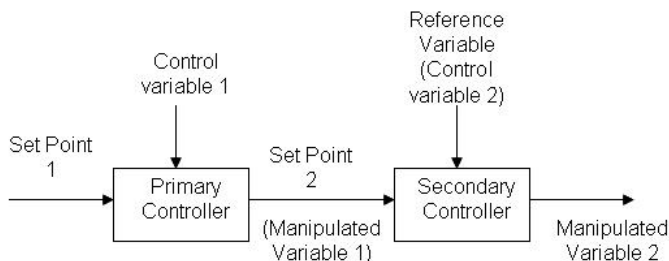 Control
variable 1
Reference
Variable
(Control
variable 2)
Set Point
1
Primary
Controller
Set Point
2
(Manipulated
Variable 1)
Secondary
Controller
Manipulated
Variable 2